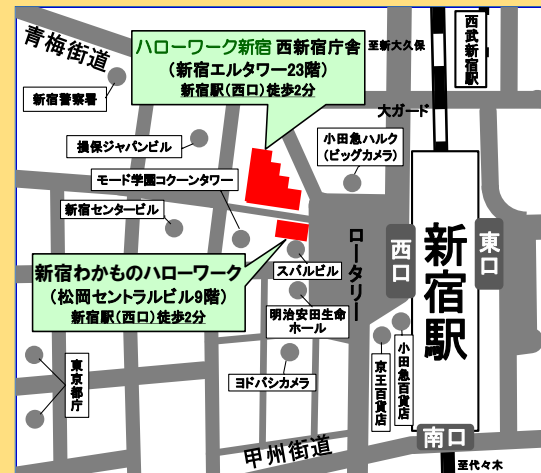 青梅街道
ハローワーク新宿 西新宿庁舎
(新宿エルタワー23階)
新宿駅(西口)徒歩2分
至新大久保
西武新宿駅
新宿警察署
大ガード
損保ジャパンビル
小田急ハルク
(ビッグカメラ)
モード学園コクーンタワー
新宿センタービル
ロータリー
西口
新宿駅
東口
新宿わかものハローワーク
(松岡セントラルビル9階)
新宿駅(西口)徒歩2分
スバルビル
明治安田生命
ホール
東京都庁
ヨドバシカメラ
京王百貨店
小田急百貨店
南口
甲州街道
至代々木